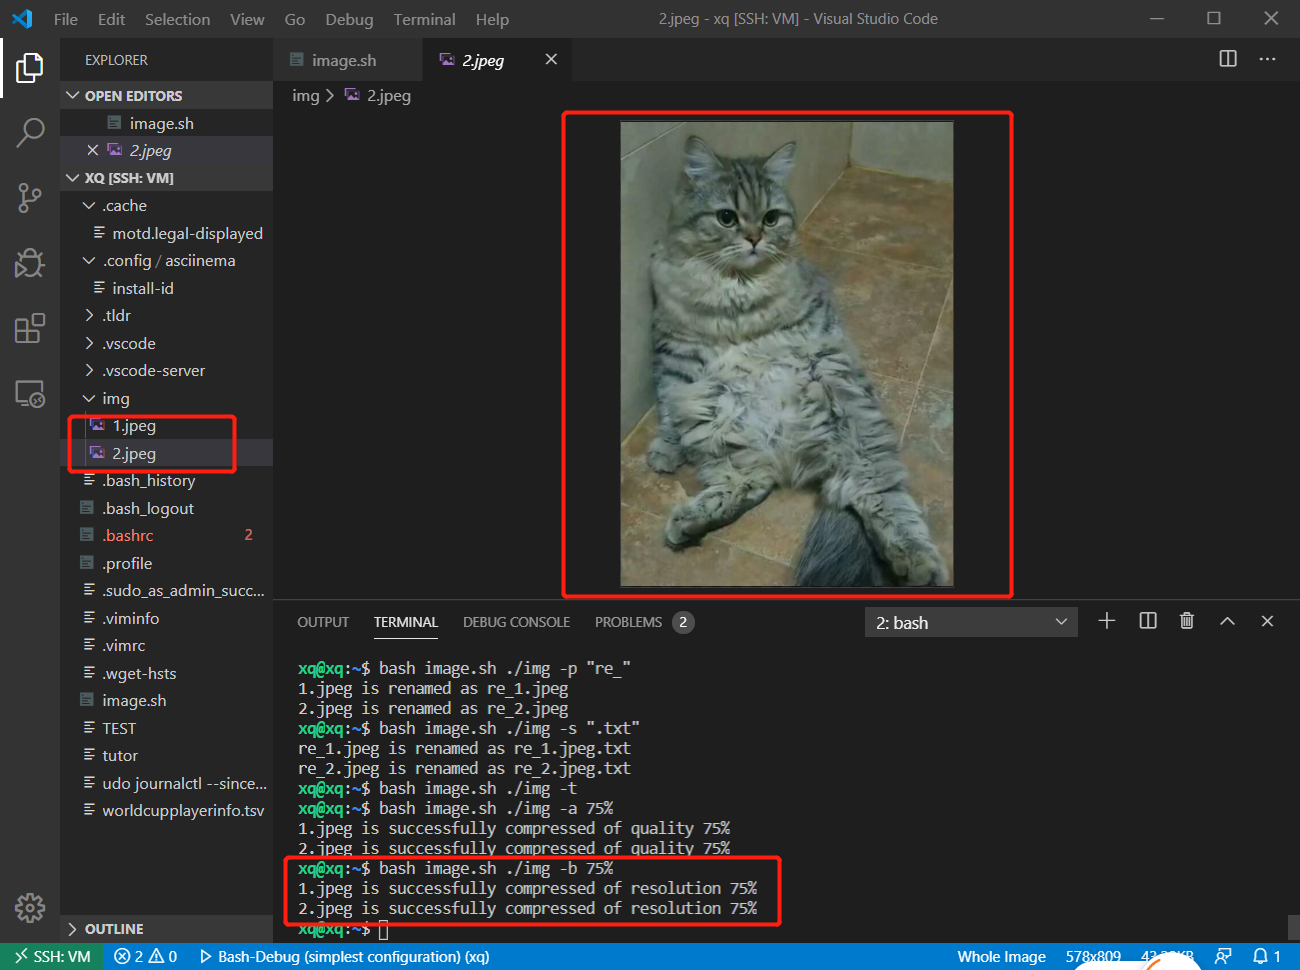 File Edit Selection View Go Debug Terminal Help
2.jpeg - xq [SSH: VM] - Visual Studio Code
EXPLORER
OPEN EDITORS
image.sh
2.jpeg
XQ [SSH: VM]
.cache
motd.legal-displayed
.config / asciinema
install-id
.tldr
.vscode
.vscode-server
img
1.jpeg
2.jpeg
.bash_history
.bash_logout
.bashrc 2
.profile
.sudo_as_admin_succ...
.viminfo
.vimrc
.wget-hsts
image.sh
TEST
tutor
udo journalctl --since...
worldcupplayerinfo.tsv
OUTLINE
image.sh
2.jpeg
img > 2.jpeg
OUTPUT TERMINAL DEBUG CONSOLE PROBLEMS 2
2: bash
xq@xq:~$ bash image.sh ./img -p "re_"
1.jpeg is renamed as re_1.jpeg
2.jpeg is renamed as re_2.jpeg
xq@xq:~$ bash image.sh ./img -s ".txt"
re_1.jpeg is renamed as re_1.jpeg.txt
re_2.jpeg is renamed as re_2.jpeg.txt
xq@xq:~$ bash image.sh ./img -t
xq@xq:~$ bash image.sh ./img -a 75%
1.jpeg is successfully compressed of quality 75%
2.jpeg is successfully compressed of quality 75%
xq@xq:~$ bash image.sh ./img -b 75%
1.jpeg is successfully compressed of resolution 75%
2.jpeg is successfully compressed of resolution 75%
xq@xq:~$
SSH: VM 2 0 Bash-Debug (simplest configuration) (xq)
Whole Image 578x809 1